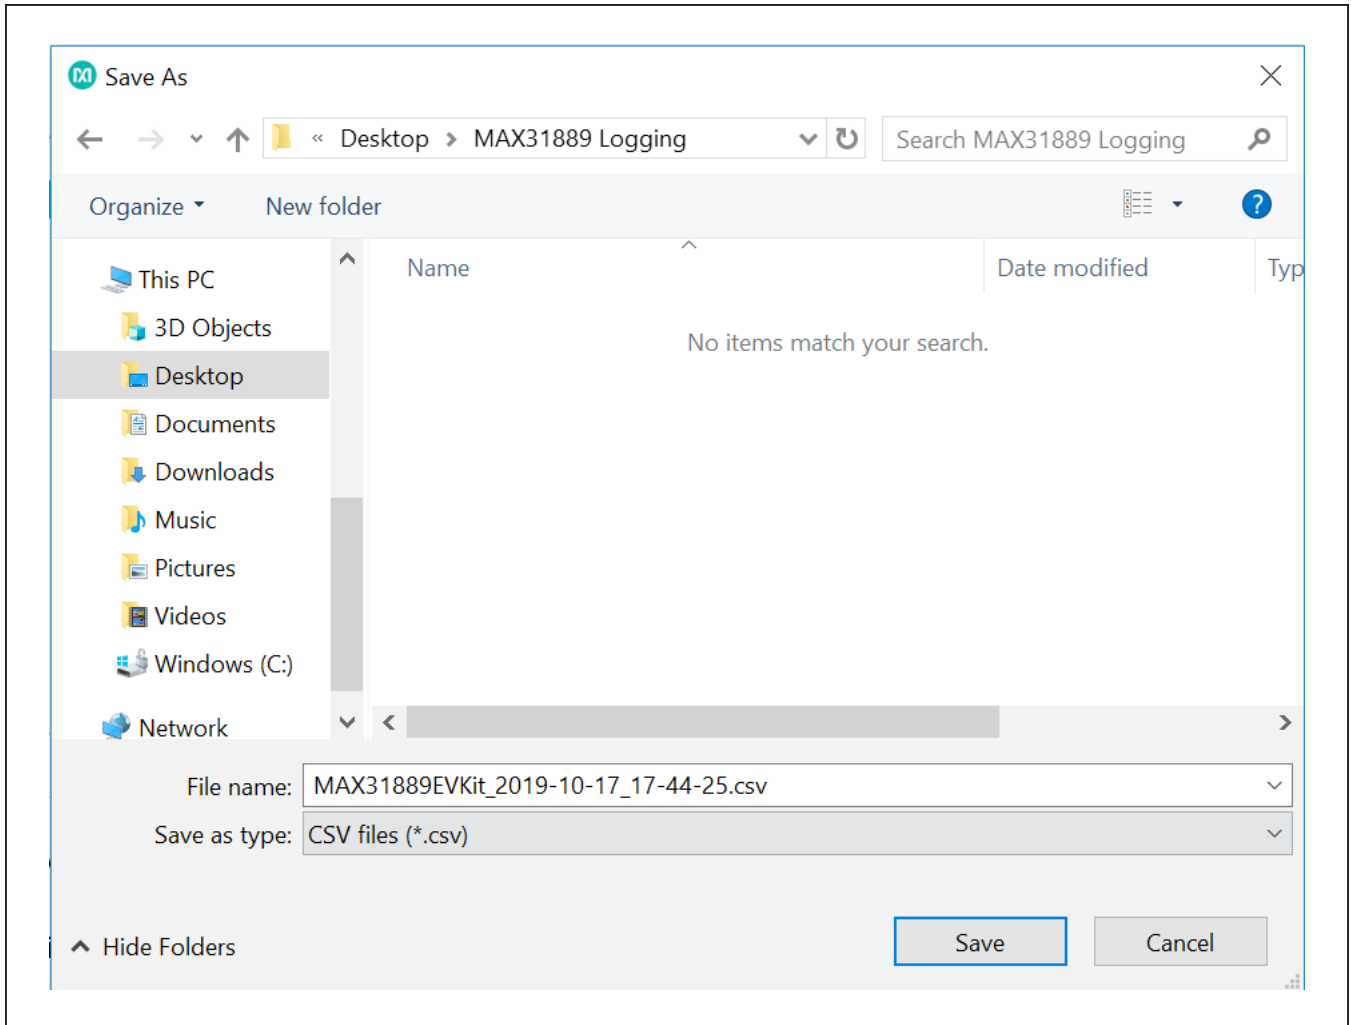 Save As
« Desktop > MAX31889 Logging
Search MAX31889 Logging
Organize
New folder
?
This PC
3D Objects
Desktop
Documents
Downloads
Music
Pictures
Videos
Windows (C:)
Network
Name
Date modified
Typ
No items match your search.
File name: MAX31889EVKit_2019-10-17_17-44-25.csv
Save as type: CSV files (*.csv)
Hide Folders
Save
Cancel